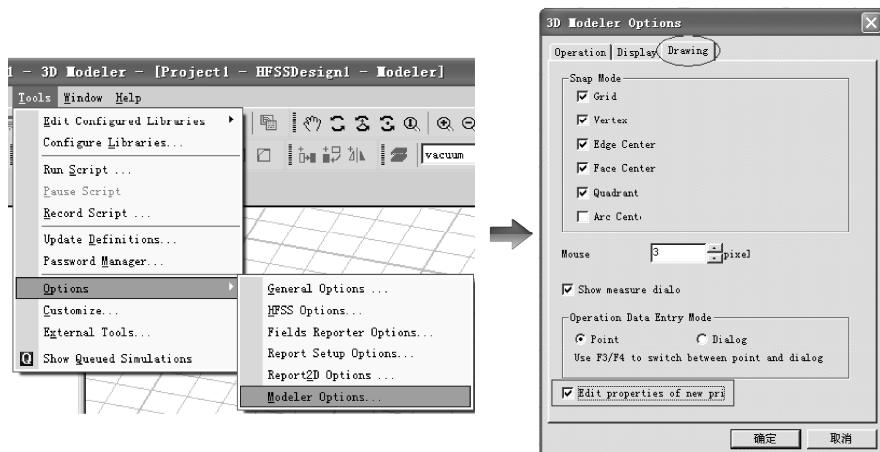 1 - 3D Modeler - [Project1 - HFSSDesign1 - Modeler]
Tools Window Help
Edit Configured Libraries
Configure Libraries...
Run Script ...
Pause Script
Record Script ...
Update Definitions...
Password Manager...
Options
Customize...
External Tools...
Q Show Queued Simulations
vacuum
General Options ...
HFSS Options...
Fields Reporter Options...
Report Setup Options...
Report2D Options ...
Modeler Options...
3D Modeler Options
Operation Display Drawing
Snap Mode
Grid
Vertex
Edge Center
Face Center
Quadrant
Arc Cent
Mouse 3 pixel
Show measure dialo
Operation Data Entry Mode
Point Dialog
Use F3/F4 to switch between point and dialog
Edit properties of new pri
确定 取消